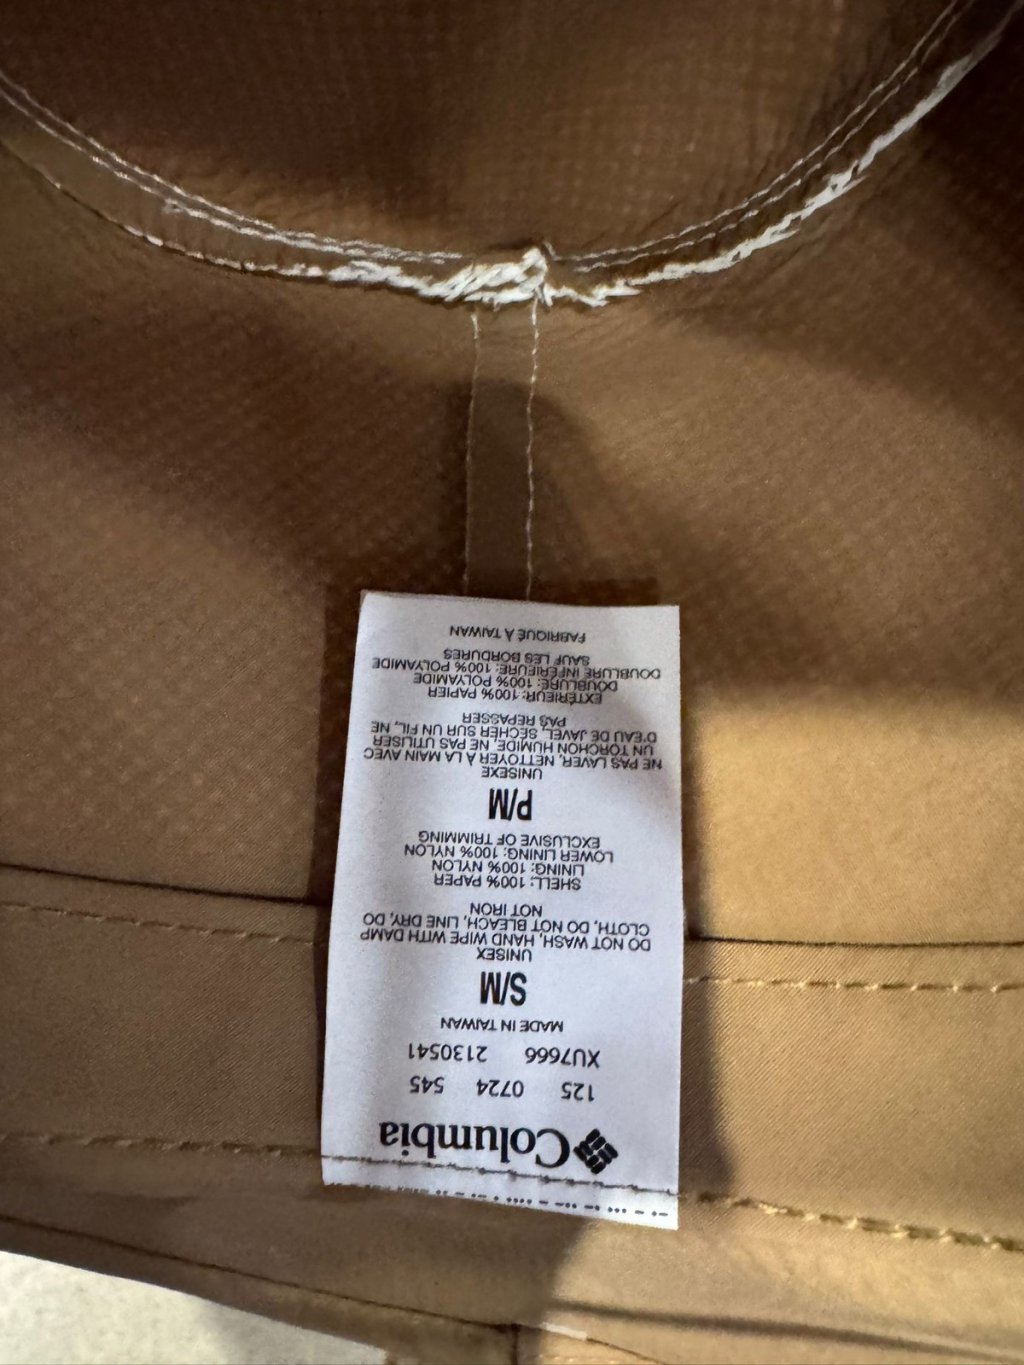 Columbia
125 0724 545
XU7666 2130541
MADE IN TAIWAN
S/M
UNISEX
DO NOT WASH, HAND WIPE WITH DAMP
CLOTH, DO NOT BLEACH, LINE DRY, DO
NOT IRON
SHELL: 100% PAPER
LINING: 100% NYLON
LOWER LINING: 100% NYLON
EXCLUSIVE OF TRIMMING
P/M
UNISEXE
NE PAS LAVER, NETTOYER À LA MAIN AVEC
UN TORCHON HUMIDE, NE PAS UTILISER
D'EAU DE JAVEL, SÉCHER SUR UN FIL, NE
PAS REPASSER
EXTÉRIEUR: 100% PAPIER
DOUBLURE: 100% POLYAMIDE
DOUBLURE INFÉRIEURE: 100% POLYAMIDE
SAUF LES BORDURES
FABRIQUÉ À TAIWAN